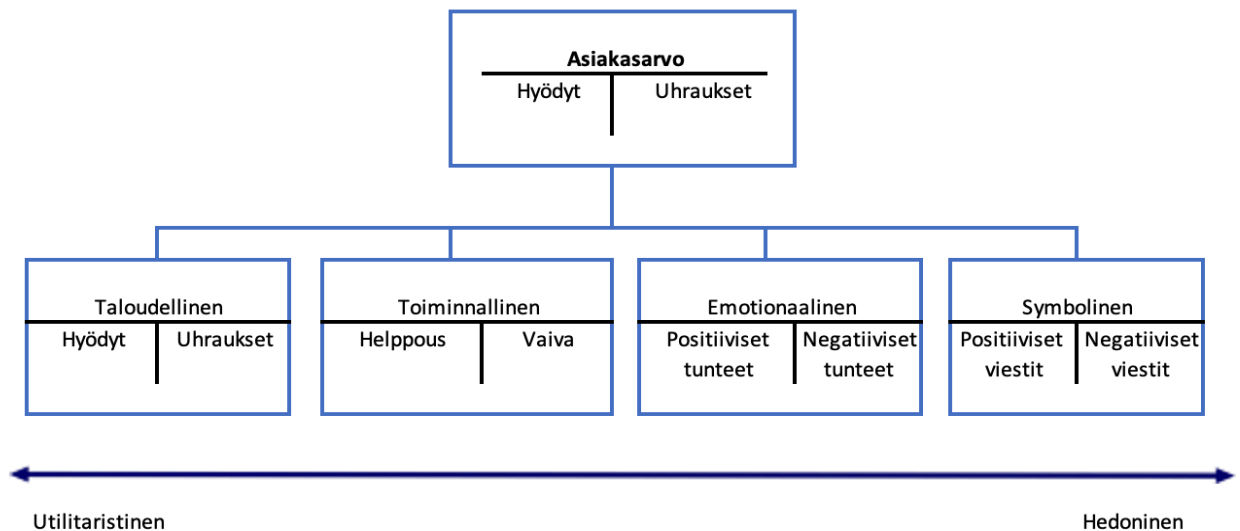 Asiakasarvo
Hyödyt Uhraukset
Taloudellinen
Hyödyt Uhraukset
Toiminnallinen
Helppous Vaiva
Emotionaalinen
Positiiviset Negatiiviset
tunteet tunteet
Symbolinen
Positiiviset Negatiiviset
viestit viestit
Utilitaristinen
Hedoninen